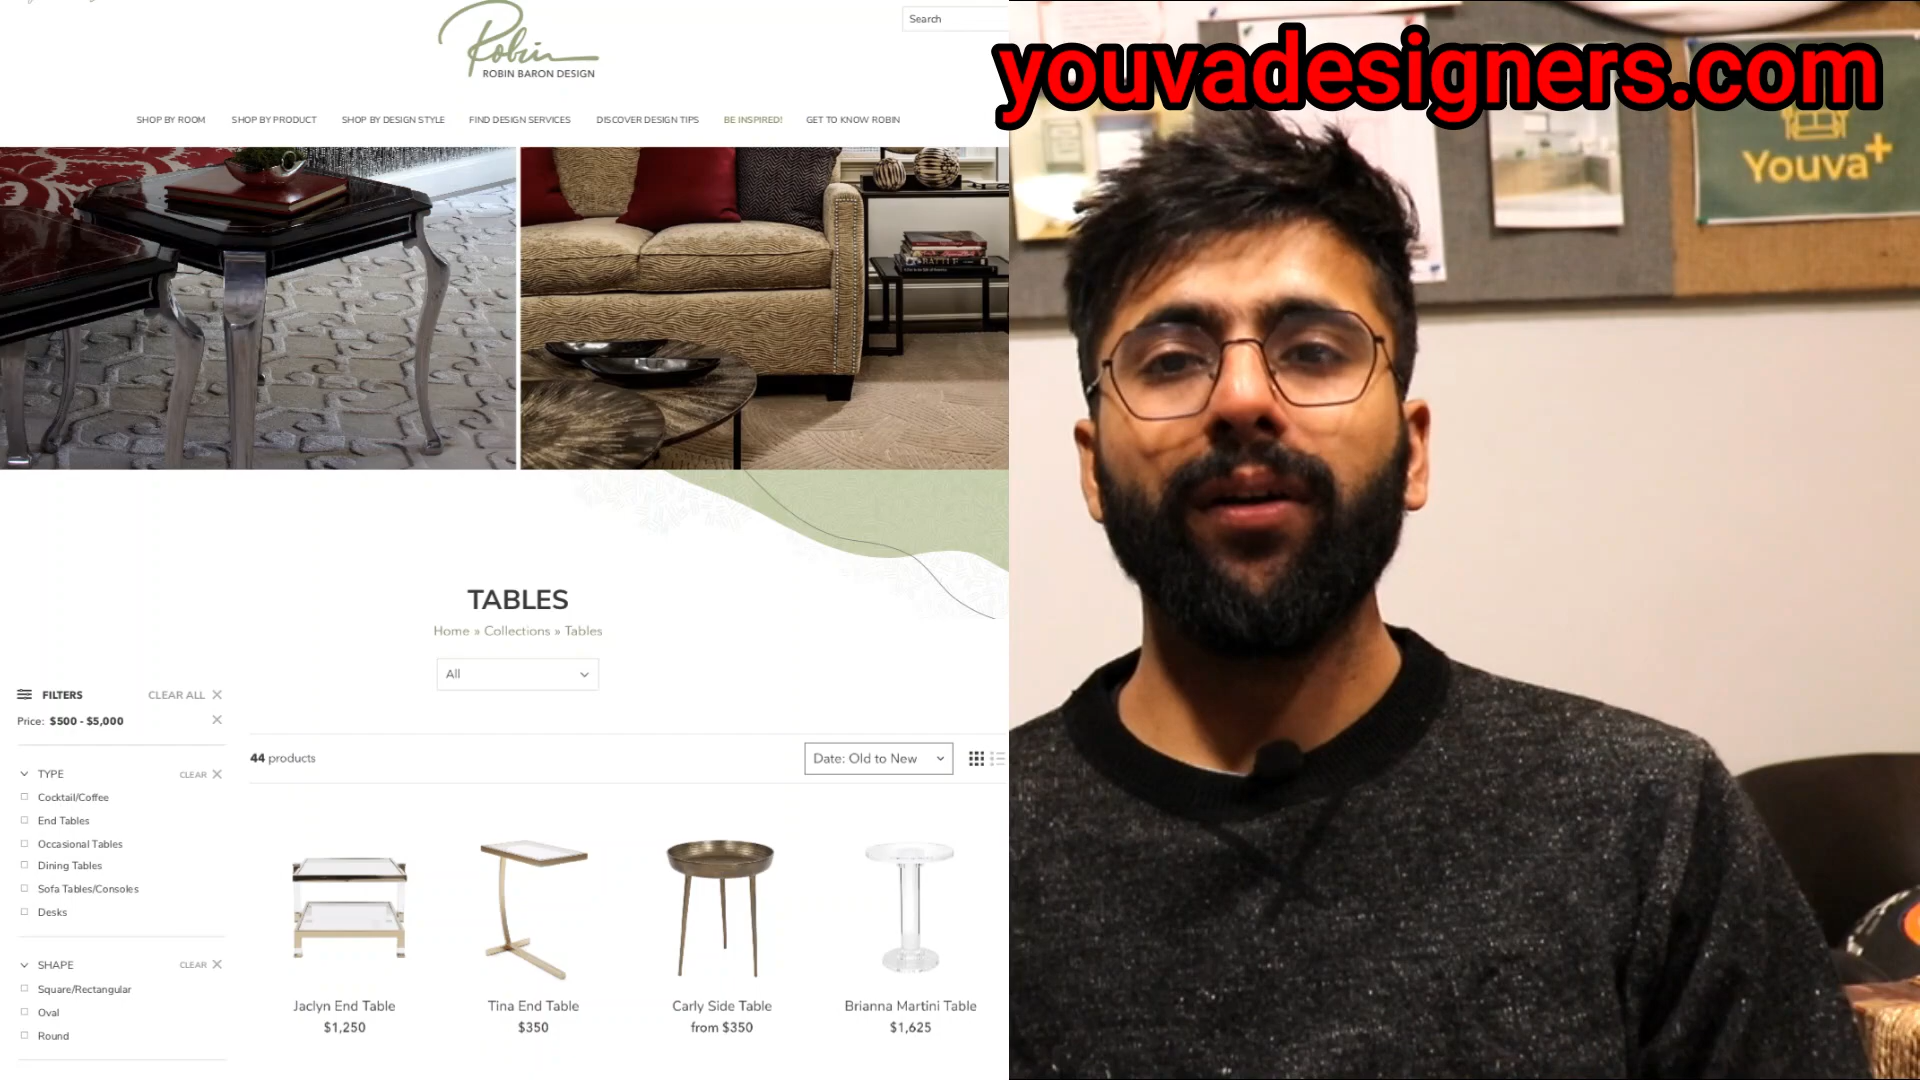 Robin
ROBIN BARON DESIGN
Search
SHOP BY ROOM
SHOP BY PRODUCT
SHOP BY DESIGN STYLE
FIND DESIGN SERVICES
DISCOVER DESIGN TIPS
BE INSPIRED!
GET TO KNOW ROBIN
youvadesigners.com
Youva+
TABLES
Home » Collections » Tables
All
FILTERS
CLEAR ALL
Price: $500 - $5,000
TYPE
CLEAR
Cocktail/Coffee
End Tables
Occasional Tables
Dining Tables
Sofa Tables/Consoles
Desks
SHAPE
CLEAR
Square/Rectangular
Oval
Round
44 products
Date: Old to New
Jaclyn End Table
$1,250
Tina End Table
$350
Carly Side Table
from $350
Brianna Martini Table
$1,625